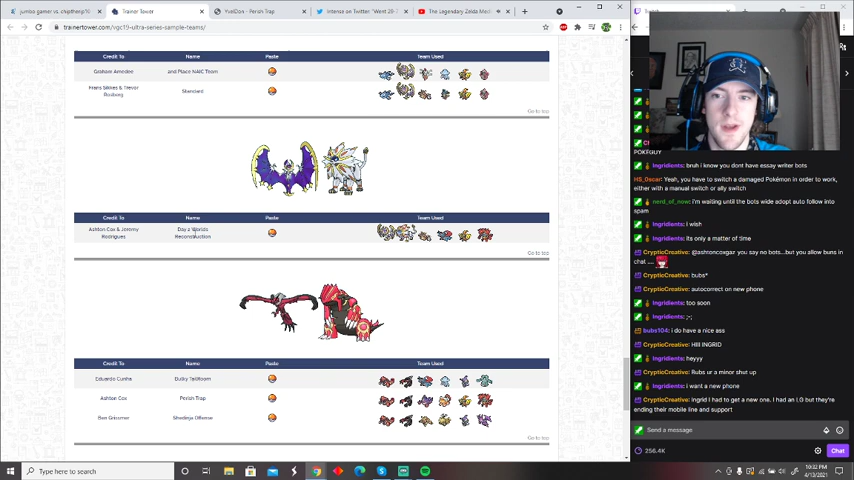 jumbo gamer vs. chipthenjp10
Trainer Tower
YuelDon - Perish Trap
Intense on Twitter "Went 20-7
The Legendary Zelda Medl
trainertower.com/vgc19-ultra-series-sample-teams/
Credit To Name Paste Team Used
Graham Amedee
2nd Place NAIC Team
Standard
Go to top
Credit To Name Paste Team Used
Ashton Cox & Jeremy
Rodrigues
Day 2 Worlds
Reconstruction
Go to top
Credit To Name Paste Team Used
Eduardo Cunha
Bulky TailRoom
Ashton Cox
Perish Trap
Ben Grissmer
Shedinja Offense
Go to top
POKEGUY
Ingridients: bruh i know you dont have essay writer bots
HS_0scar: Yeah, you have to switch a damaged Pokémon in order to work,
either with a manual switch or ally switch
nerd_of_now: i'm waiting until the bots wide adopt auto follow into
spam
Ingridients: i wish
Ingridients: its only a matter of time
CrypticCreative: @ashtoncoxgaz you say no bots...but you allow buns in
chat ....
CrypticCreative: bubs*
CrypticCreative: autocorrect on new phone
Ingridients: too soon
Ingridients: ;-;
bubs104: i do have a nice ass
CrypticCreative: HIII INGRID
Ingridients: heyyy
CrypticCreative: Bubs ur a minor shut up
Ingridients: i want a new phone
CrypticCreative: Ingrid I had to get a new one. I had an LG but they're
ending their mobile line and support
Send a message
256.4K
Chat
Type here to search
10:32 PM
4/13/2021